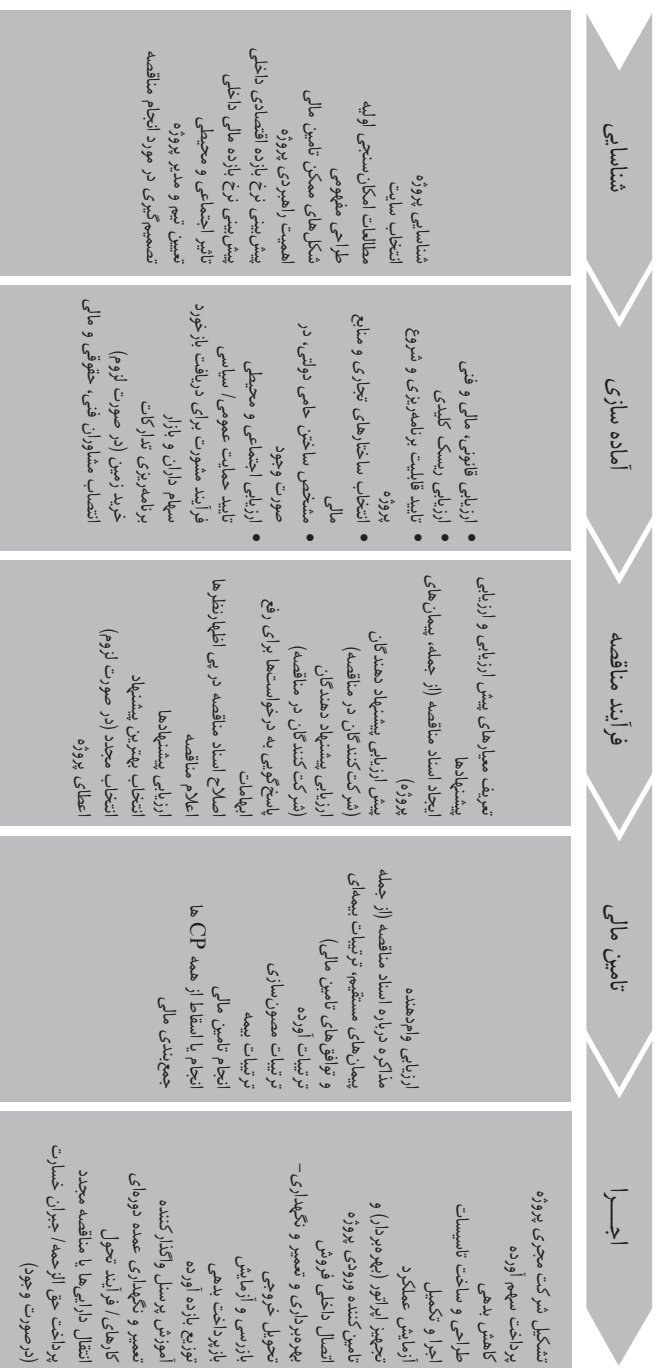 شناسایی
شناسایی پروژه
انتخاب سایت
مطالعات امکان‌سنجی اولیه
طراحی مفهومی
شکل‌های ممکن تامین مالی
اهمیت راهبردی پروژه
پیش‌بینی نرخ بازده اقتصادی داخلی
پیش‌بینی نرخ بازده مالی داخلی
تاثیر اجتماعی و محیطی
تعیین تیم و مدیر پروژه
تصمیم‌گیری در مورد انجام مناقصه
آماده سازی
• ارزیابی قانونی، مالی و فنی
• ارزیابی ریسک کلیدی
• تایید قابلیت برنامه‌ریزی و شروع
پروژه
• انتخاب ساختارهای تجاری و منابع
مالی
• مشخص ساختن حامی دولتی، در
صورت وجود
• ارزیابی اجتماعی و محیطی
تایید حمایت عمومی/ سیاسی
فرآیند مشورت برای دریافت بازخورد
سهام داران و بازار
برنامه‌ریزی تدارکات
خرید زمین (در صورت لزوم)
انتصاب مشاوران فنی، حقوقی و مالی
فرآیند مناقصه
تعریف معیارهای پیش ارزیابی و ارزیابی
پیشنهادها
ایجاد اسناد مناقصه (از جمله، پیمان‌های
پروژه)
پیش ارزیابی پیشنهاد دهندگان
(شرکت‌کنندگان در مناقصه)
ارزیابی پیشنهاد دهندگان
(شرکت‌کنندگان در مناقصه)
پاسخ‌گویی به درخواست‌ها برای رفع
ابهامات
اصلاح اسناد مناقصه در پی اظهارنظرها
اعلام مناقصه
ارزیابی پیشنهادها
انتخاب بهترین پیشنهاد
انتخاب مجدد (در صورت لزوم)
اعطای پروژه
تامین مالی
ارزیابی وام‌دهنده
مذاکره درباره اسناد مناقصه (از جمله
پیمان‌های مستقیم، ترتیبات بیمه‌ای
و توافق‌های تامین مالی)
ترتیبات آورده
ترتیبات مصون‌سازی
ترتیبات بیمه
انجام تامین مالی
انجام یا اسقاط از همه CP ها
جمع‌بندی مالی
اجـــرا
تشکیل شرکت مجری پروژه
پرداخت سهم آورده
کاهش بدهی
طراحی و ساخت تاسیسات
اجرا و تکمیل
آزمایش عملکرد
تجهیز اپراتور (بهره‌بردار) و
تامین کننده ورودی پروژه
اتصال داخلی فروش
بهره‌برداری و تعمیر و نگهداری –
تحویل خروجی
بازرسی و آزمایش
بازپرداخت بدهی
توزیع بازده آورده
آموزش پرسنل واگذارکننده
تعمیر و نگهداری عمده دوره‌ای
کارهای/ فرآیند تحول
انتقال دارایی‌ها یا مناقصه مجدد
پرداخت حق الزحمه/ جبران خسارت
(درصورت وجود)